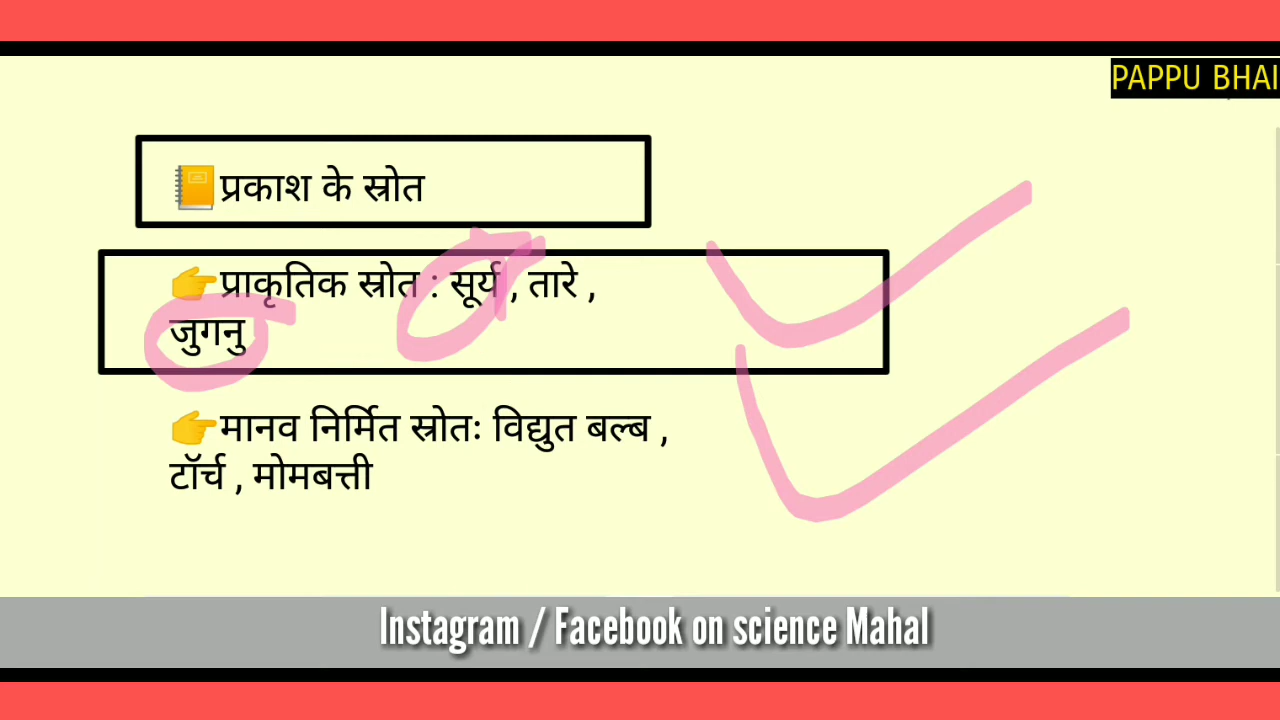 PAPPU BHAI
प्रकाश के स्रोत
प्राकृतिक स्रोत : सूर्य , तारे ,
जुगनु
मानव निर्मित स्रोतः विद्युत बल्ब ,
टॉर्च , मोमबत्ती
Instagram / Facebook on science Mahal